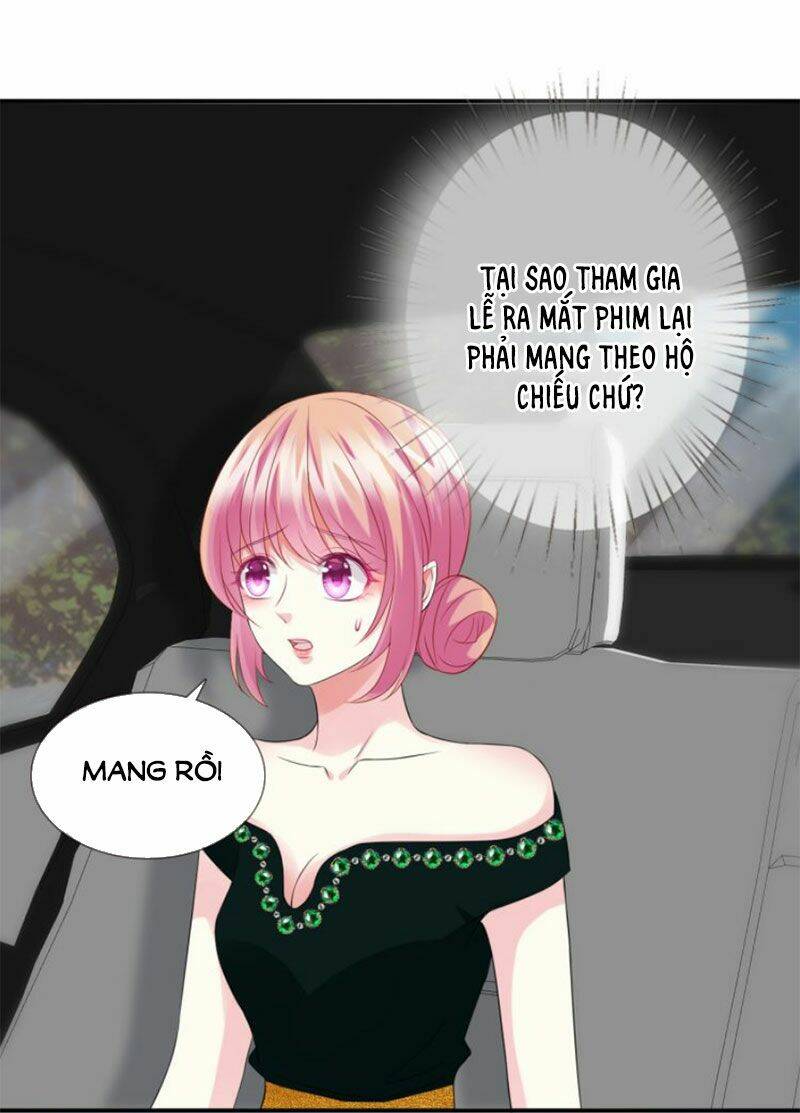 TẠI SAO THAM GIA
LỄ RA MẮT PHIM LẠI
PHẢI MANG THEO HỘ
CHIẾU CHỨ?
MANG RỒI